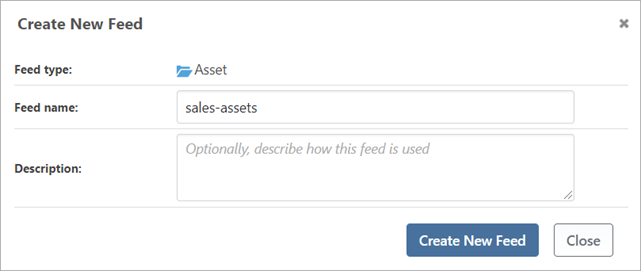 Create New Feed ×
Feed type: Asset
Feed name: sales-assets
Description: Optionally, describe how this feed is used
Create New Feed Close